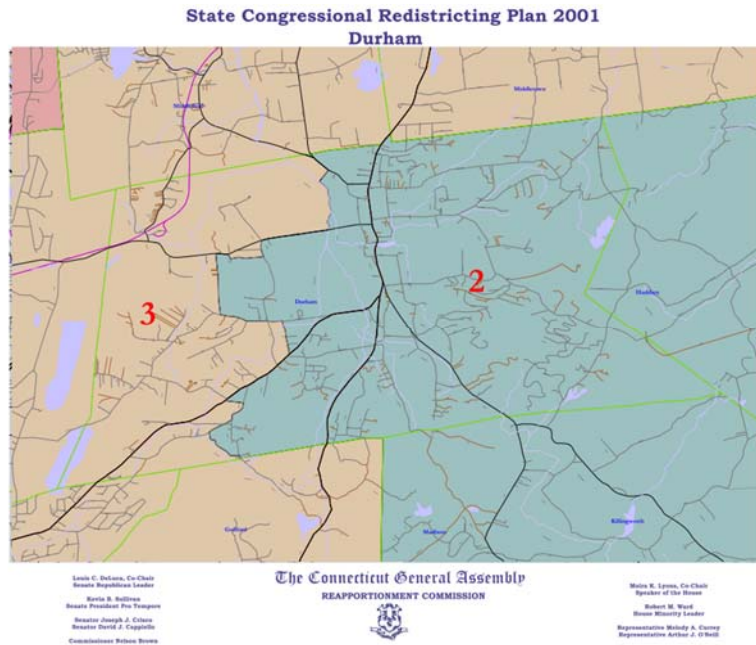 State Congressional Redistricting Plan 2001
Durham
Middlefield
Middletown
3
2
Durham
Haddam
Guilford
Madison
Killingworth
Louis C. DeLuca, Co-Chair
Senate Republican Leader
Kevin B. Sullivan
Senate President Pro Tempore
Senator Joseph J. Crisco
Senator David J. Cappiello
Commissioner Nelson Brown
The Connecticut General Assembly
REAPPORTIONMENT COMMISSION
Moira K. Lyons, Co-Chair
Speaker of the House
Robert M. Ward
House Minority Leader
Representative Melody A. Currey
Representative Arthur J. O'Neill